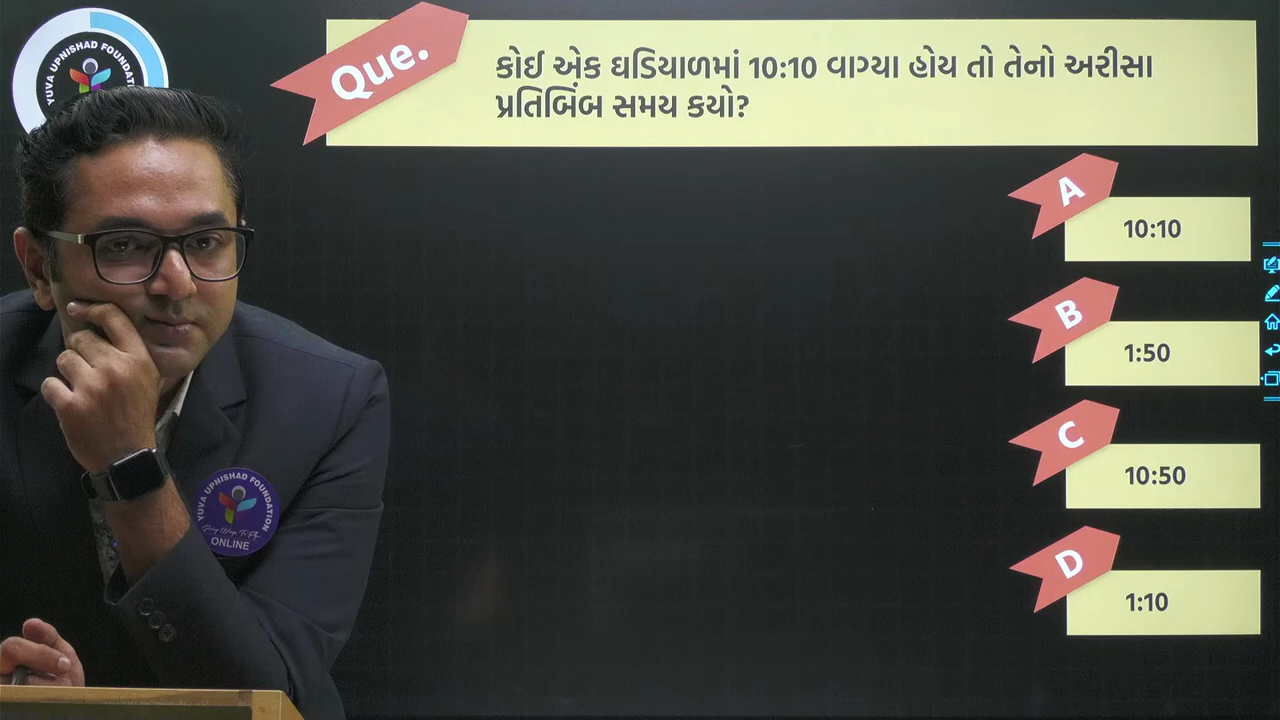 YUVA UPNISHAD FOUNDATION
Que.
કોઈ એક ઘડિયાળમાં 10:10 વાગ્યા હોય તો તેનો અરીસા
પ્રતિબિંબ સમય કયો?
A
10:10
B
1:50
C
10:50
D
1:10
YUVA UPNISHAD FOUNDATION
ONLINE